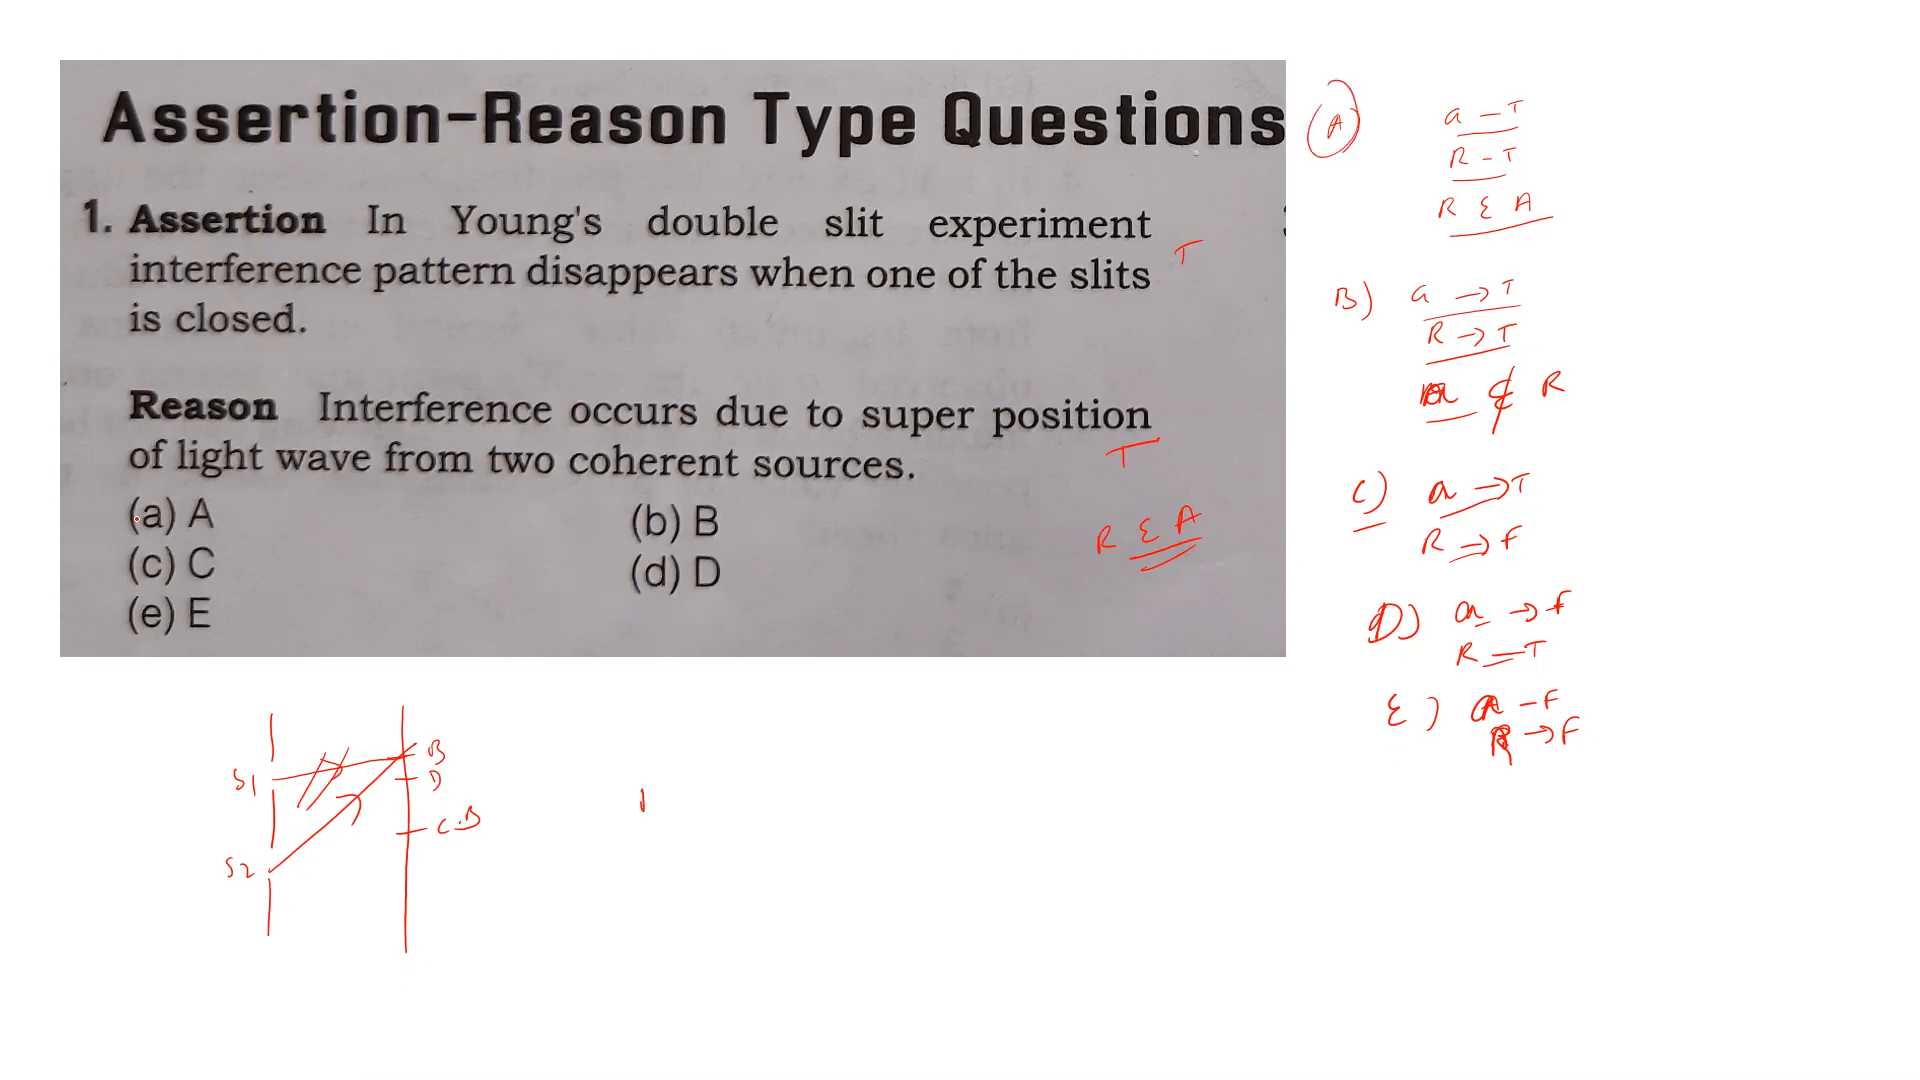 Assertion-Reason Type Questions
1. Assertion In Young's double slit experiment
interference pattern disappears when one of the slits
is closed.
T
Reason Interference occurs due to super position
of light wave from two coherent sources.
T
(a) A (b) B
(c) C (d) D
(e) E
R E A
A
a - T
R - T
R E A
B) a → T
R → T
R
C) a → T
R → F
D) a → F
R = T
E) A - F
R → F
S1
S2
B
D
C.B